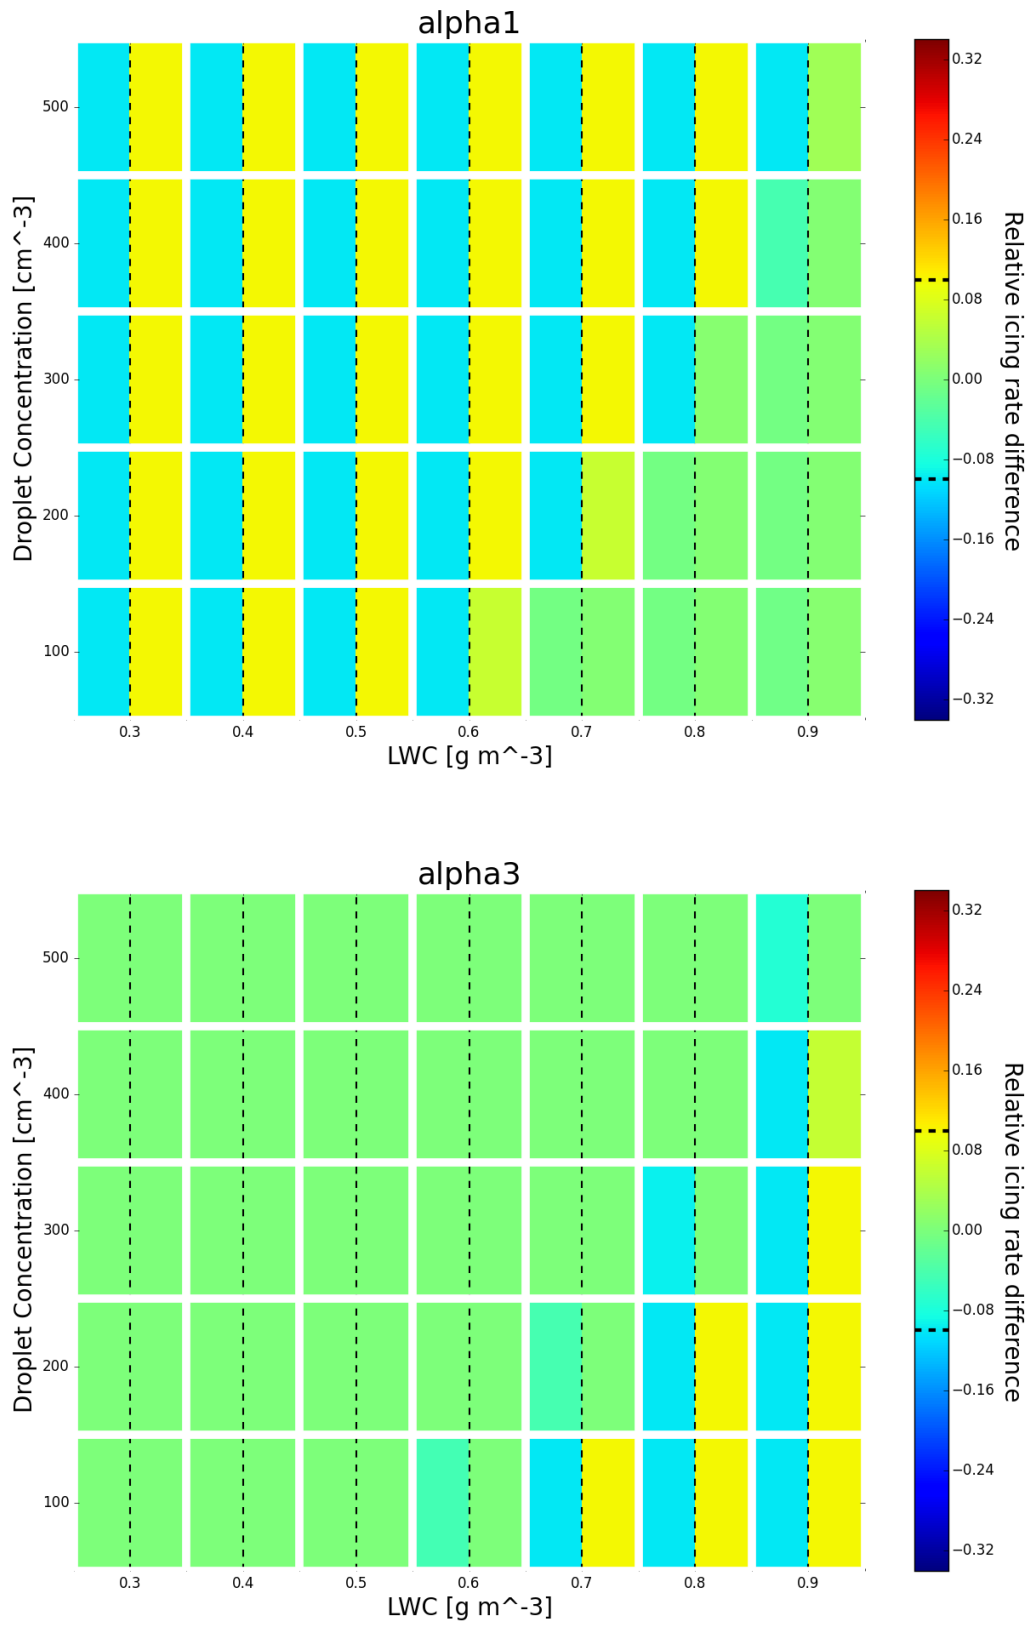 alpha1
500
400
300
200
100
Droplet Concentration [cm^-3]
0.3 0.4 0.5 0.6 0.7 0.8 0.9
LWC [g m^-3]
0.32
0.24
0.16
0.08
0.00
−0.08
−0.16
−0.24
−0.32
Relative icing rate difference
alpha3
500
400
300
200
100
Droplet Concentration [cm^-3]
0.3 0.4 0.5 0.6 0.7 0.8 0.9
LWC [g m^-3]
0.32
0.24
0.16
0.08
0.00
−0.08
−0.16
−0.24
−0.32
Relative icing rate difference